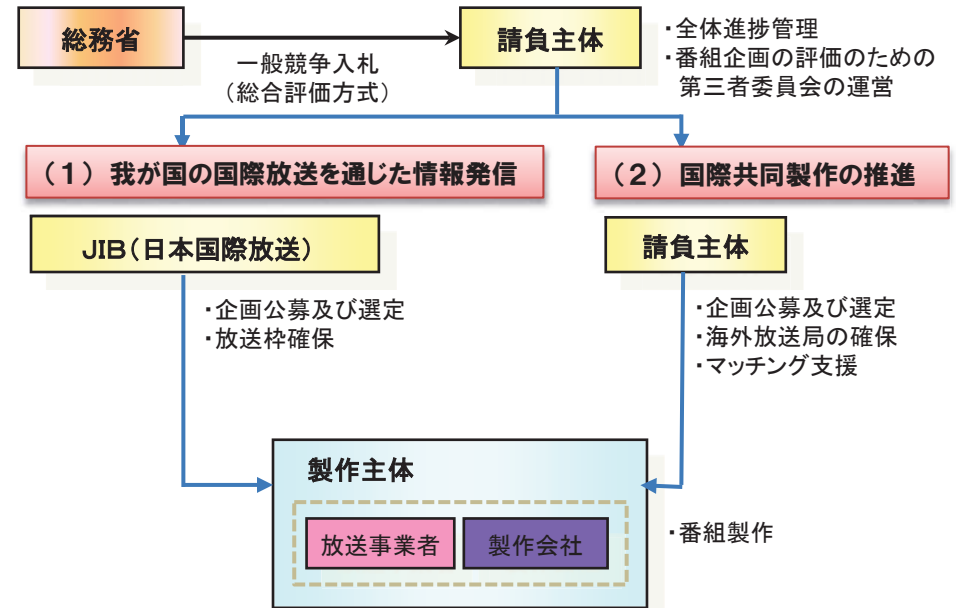 総務省
請負主体
・全体進捗管理
・番組企画の評価のための
第三者委員会の運営
一般競争入札
（総合評価方式）
（１）我が国の国際放送を通じた情報発信
（２）国際共同製作の推進
JIB（日本国際放送）
請負主体
・企画公募及び選定
・放送枠確保
・企画公募及び選定
・海外放送局の確保
・マッチング支援
製作主体
放送事業者
製作会社
・番組製作